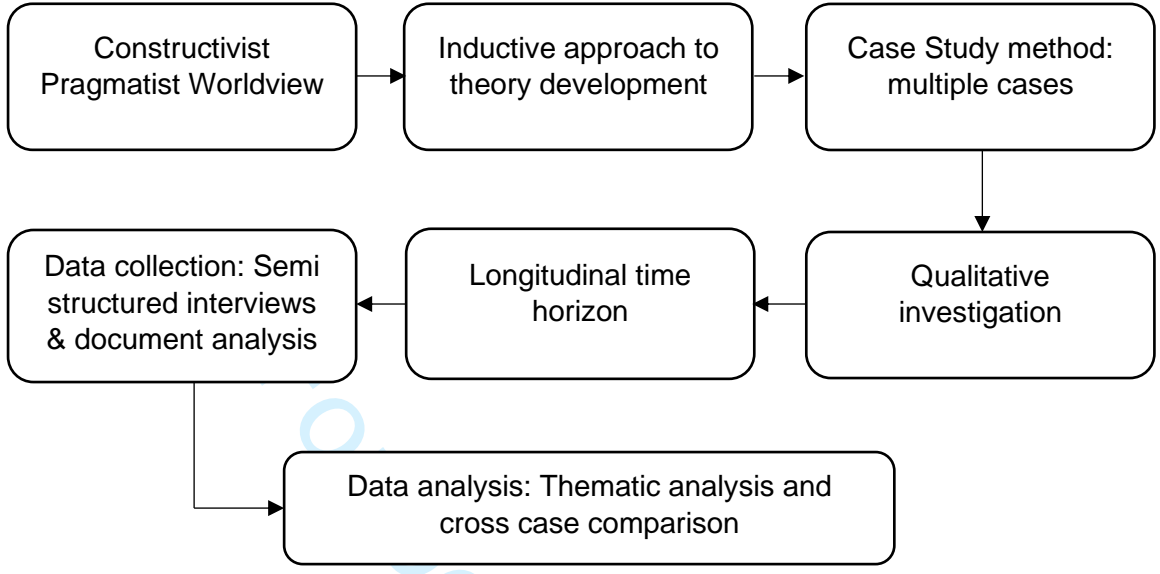 Constructivist
Pragmatist Worldview
Inductive approach to
theory development
Case Study method:
multiple cases
Qualitative
investigation
Longitudinal time
horizon
Data collection: Semi
structured interviews
& document analysis
Data analysis: Thematic analysis and
cross case comparison